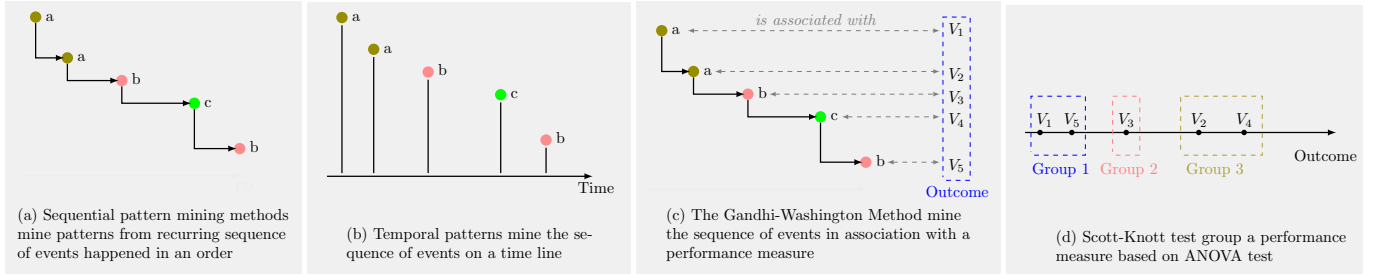 a
a
b
c
b
(a) Sequential pattern mining methods
mine patterns from recurring sequence
of events happened in an order
a
a
b
c
b
Time
(b) Temporal patterns mine the se-
quence of events on a time line
is associated with
a
V1
a
V2
b
V3
c
V4
b
V5
Outcome
(c) The Gandhi-Washington Method mine
the sequence of events in association with a
performance measure
V1 V5 V3 V2 V4
Outcome
Group 1 Group 2 Group 3
(d) Scott-Knott test group a performance
measure based on ANOVA test